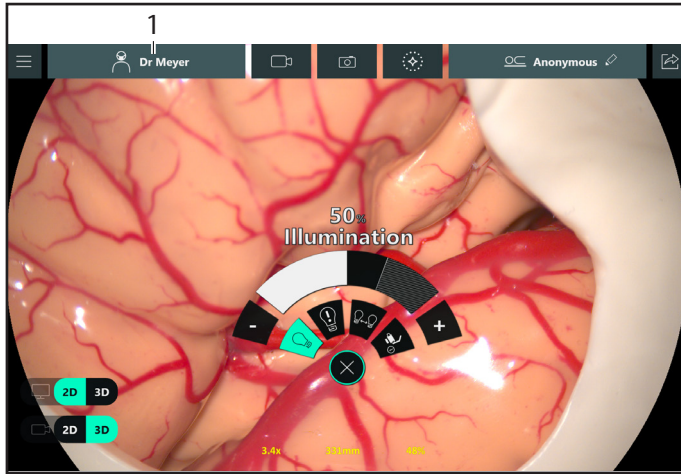 1
Dr Meyer Anonymous
50%
Illumination
- +
2D 3D
2D 3D
3.4x 331mm 48%